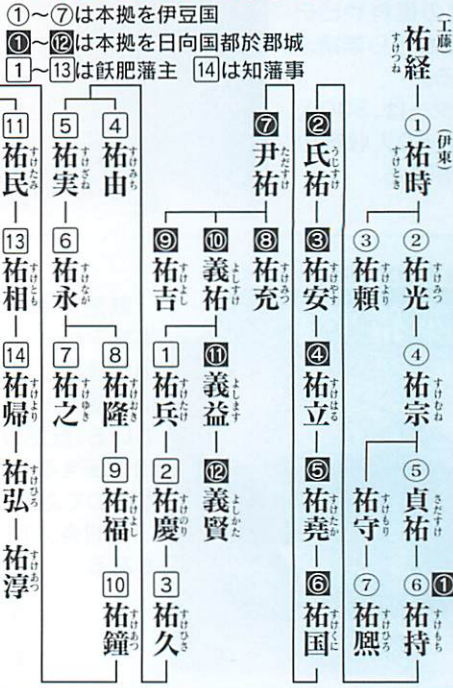 ①～⑦は本拠を伊豆国
❶～⓬は本拠を日向国都於郡城
1～13は飫肥藩主 14は知藩事
(工藤)
祐経 すけつね
(伊東)
①祐時 すけとき
②祐光 すけみつ
④祐宗 すけむね
⑤貞祐 さだすけ
⑥❶祐持 すけもち
③祐頼 すけより
祐守 すけもり
⑦祐熈 すけひろ
❷氏祐 うじすけ
❸祐安 すけやす
❹祐立 すけはる
❺祐堯 すけたか
❻祐国 すけくに
❼尹祐 ただすけ
❽祐充 すけみつ
❿義祐 よしすけ
⓫義益 よします
⓬義賢 よしかた
❾祐吉 すけよし
1祐兵 すけたけ
2祐慶 すけのり
3祐久 すけひさ
4祐由 すけみち
5祐実 すけざね
6祐永 すけなが
8祐隆 すけおき
9祐福 すけよし
10祐鐘 すけあつ
7祐之 すけゆき
11祐民 すけたみ
13祐相 すけとも
14祐帰 すけより
祐弘 すけひろ
祐淳 すけあつ